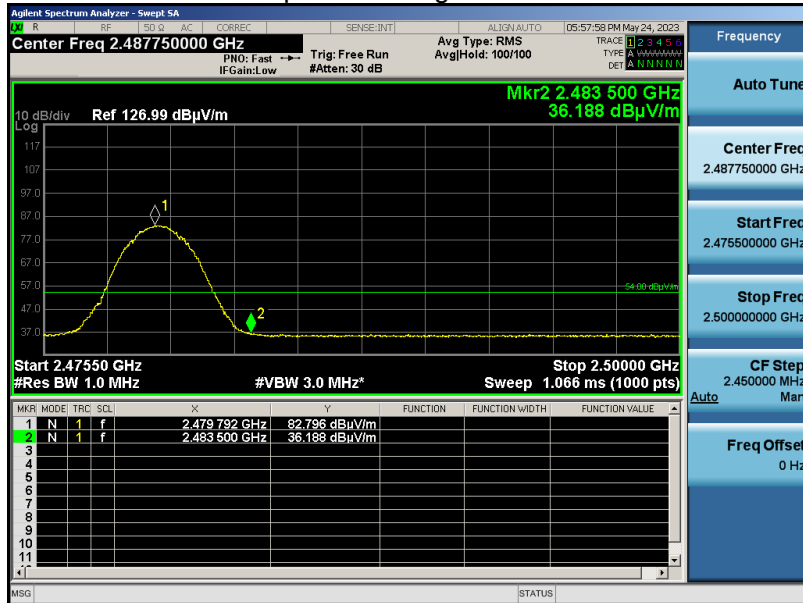 Agilent Spectrum Analyzer - Swept SA
LXI R RF 50 Ω AC CORREC SENSE:INT ALIGN AUTO 05:57:58 PM May 24, 2023
Center Freq 2.487750000 GHz
PNO: Fast
IFGain:Low
Trig: Free Run
#Atten: 30 dB
Avg Type: RMS
Avg|Hold: 100/100
TRACE 1 2 3 4 5 6
TYPE A
DET A N N N N N
Mkr2 2.483 500 GHz
36.188 dBµV/m
10 dB/div Ref 126.99 dBµV/m
Log
117
107
97.0
87.0
77.0
67.0
57.0
47.0
37.0
1
2
54.00 dBµV/m
Start 2.47550 GHz Stop 2.50000 GHz
#Res BW 1.0 MHz #VBW 3.0 MHz* Sweep 1.066 ms (1000 pts)
MKR MODE TRC SCL X Y FUNCTION FUNCTION WIDTH FUNCTION VALUE
1 N 1 f 2.479 792 GHz 82.796 dBµV/m
2 N 1 f 2.483 500 GHz 36.188 dBµV/m
3
4
5
6
7
8
9
10
11
MSG STATUS
Frequency
Auto Tune
Center Freq
2.487750000 GHz
Start Freq
2.475500000 GHz
Stop Freq
2.500000000 GHz
CF Step
2.450000 MHz
Auto Man
Freq Offset
0 Hz